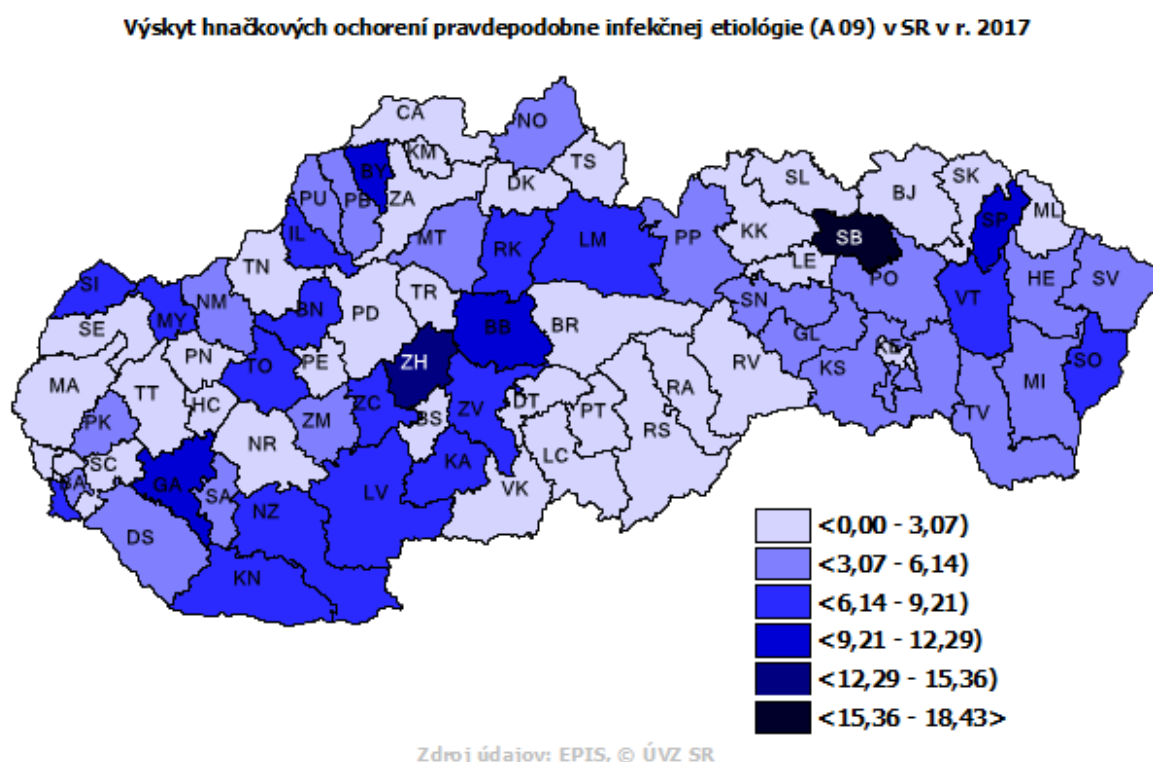 Výskyt hnačkových ochorení pravdepodobne infekčnej etiológie (A 09) v SR v r. 2017
CA
NO
KM
TS
BY
DK
SL
SK
PU
PB
ZA
BJ
ML
SP
IL
MT
RK
LM
PP
KK
SB
TN
LE
SI
NM
BN
TR
SN
PO
HE
SV
MY
PD
VT
SE
BB
BR
PN
TO
PE
ZH
GL
KE
SO
MA
TT
HC
RV
KS
MI
PK
ZM
ZC
BS
ZV
DT
PT
RA
TV
SC
NR
RS
BA
GA
SA
LV
KA
LC
VK
NZ
DS
KN
<0,00 - 3,07)
<3,07 - 6,14)
<6,14 - 9,21)
<9,21 - 12,29)
<12,29 - 15,36)
<15,36 - 18,43>
Zdroj údajov: EPIS, © ÚVZ SR